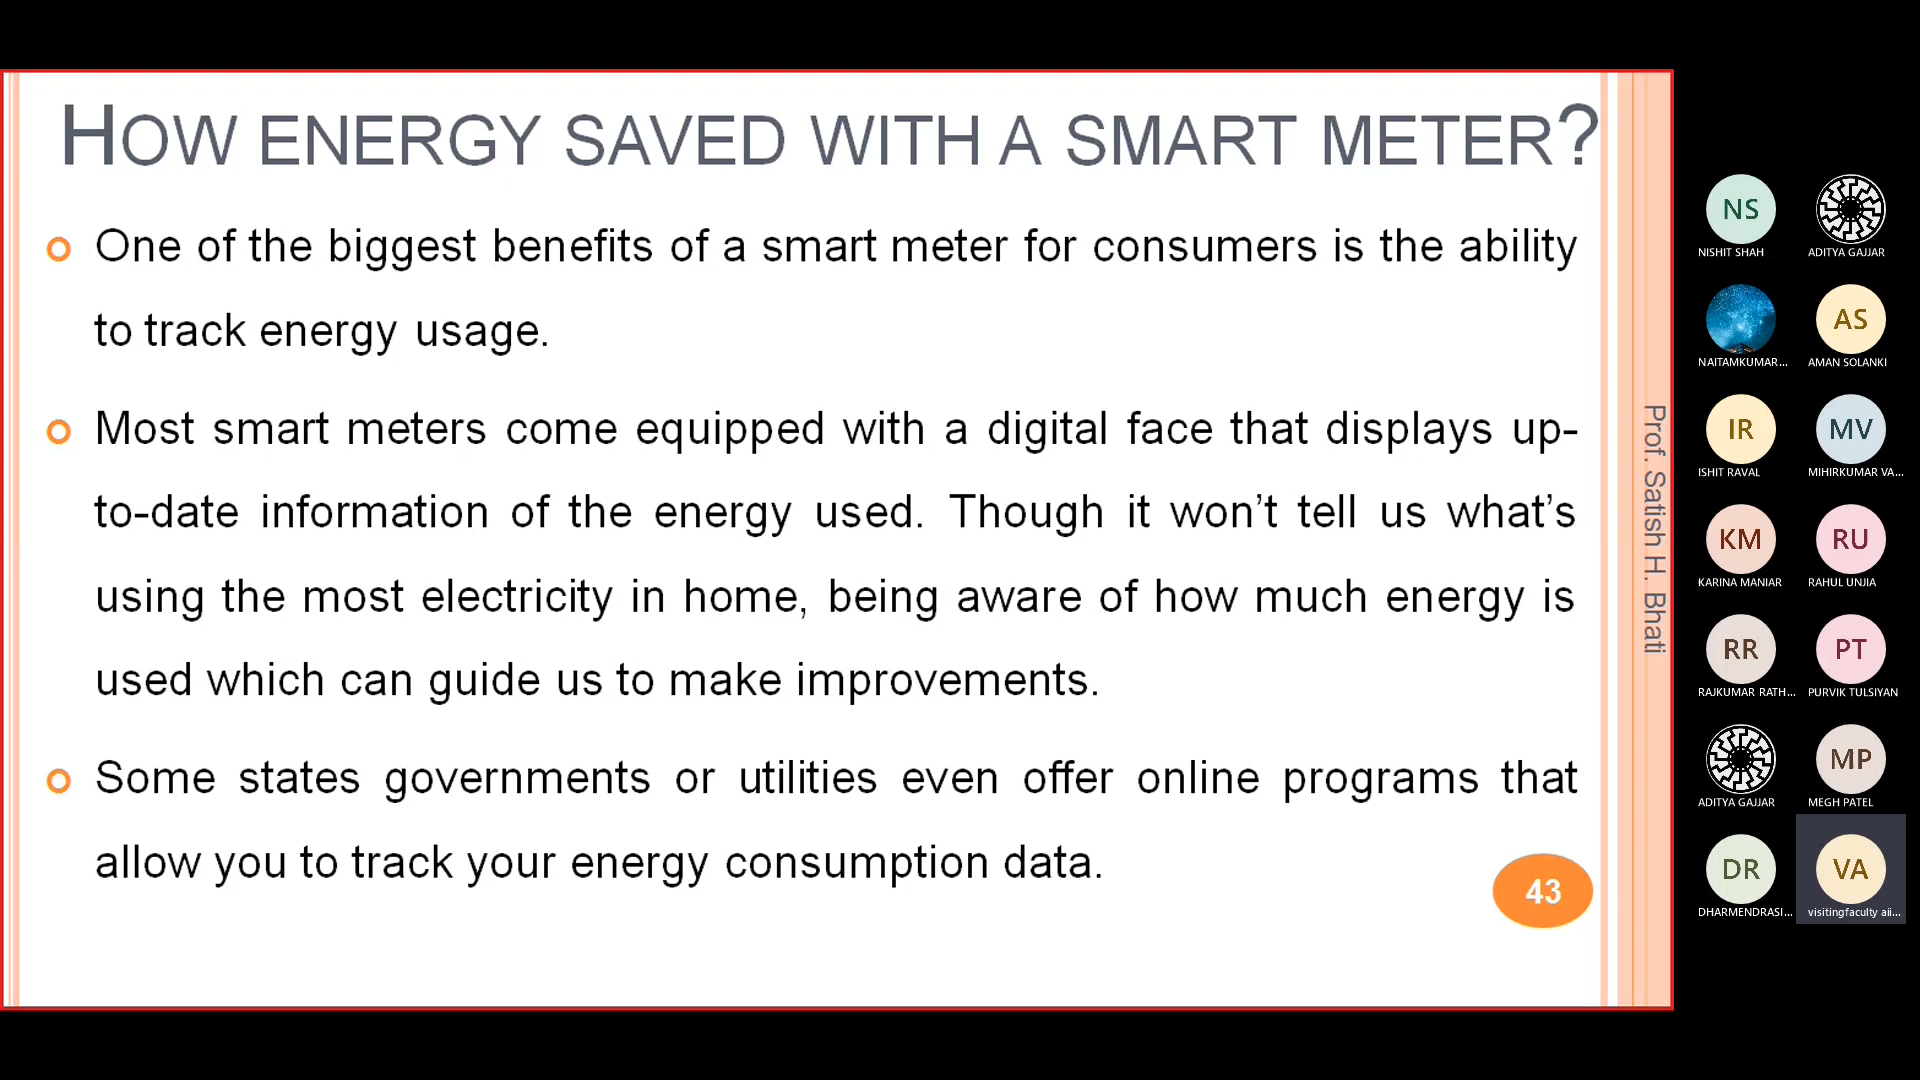 HOW ENERGY SAVED WITH A SMART METER?
One of the biggest benefits of a smart meter for consumers is the ability
to track energy usage.
Most smart meters come equipped with a digital face that displays up-
to-date information of the energy used. Though it won’t tell us what’s
using the most electricity in home, being aware of how much energy is
used which can guide us to make improvements.
Some states governments or utilities even offer online programs that
allow you to track your energy consumption data.
43
Prof. Satish H. Bhati
NS
NISHIT SHAH
ADITYA GAJJAR
NAITAMKUMAR...
AS
AMAN SOLANKI
IR
ISHIT RAVAL
MV
MIHIRKUMAR VA...
KM
KARINA MANIAR
RU
RAHUL UNJIA
RR
RAJKUMAR RATH...
PT
PURVIK TULSIYAN
ADITYA GAJJAR
MP
MEGH PATEL
DR
DHARMENDRASI...
VA
visitingfaculty aii...